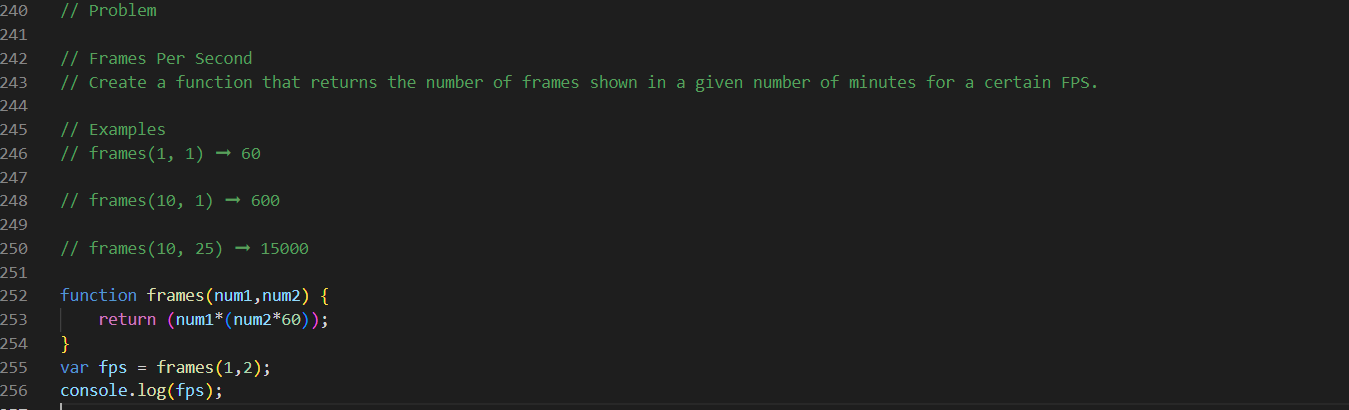 240 // Problem
241
242 // Frames Per Second
243 // Create a function that returns the number of frames shown in a given number of minutes for a certain FPS.
244
245 // Examples
246 // frames(1, 1) ➞ 60
247
248 // frames(10, 1) ➞ 600
249
250 // frames(10, 25) ➞ 15000
251
252 function frames(num1,num2) {
253     return (num1*(num2*60));
254 }
255 var fps = frames(1,2);
256 console.log(fps);